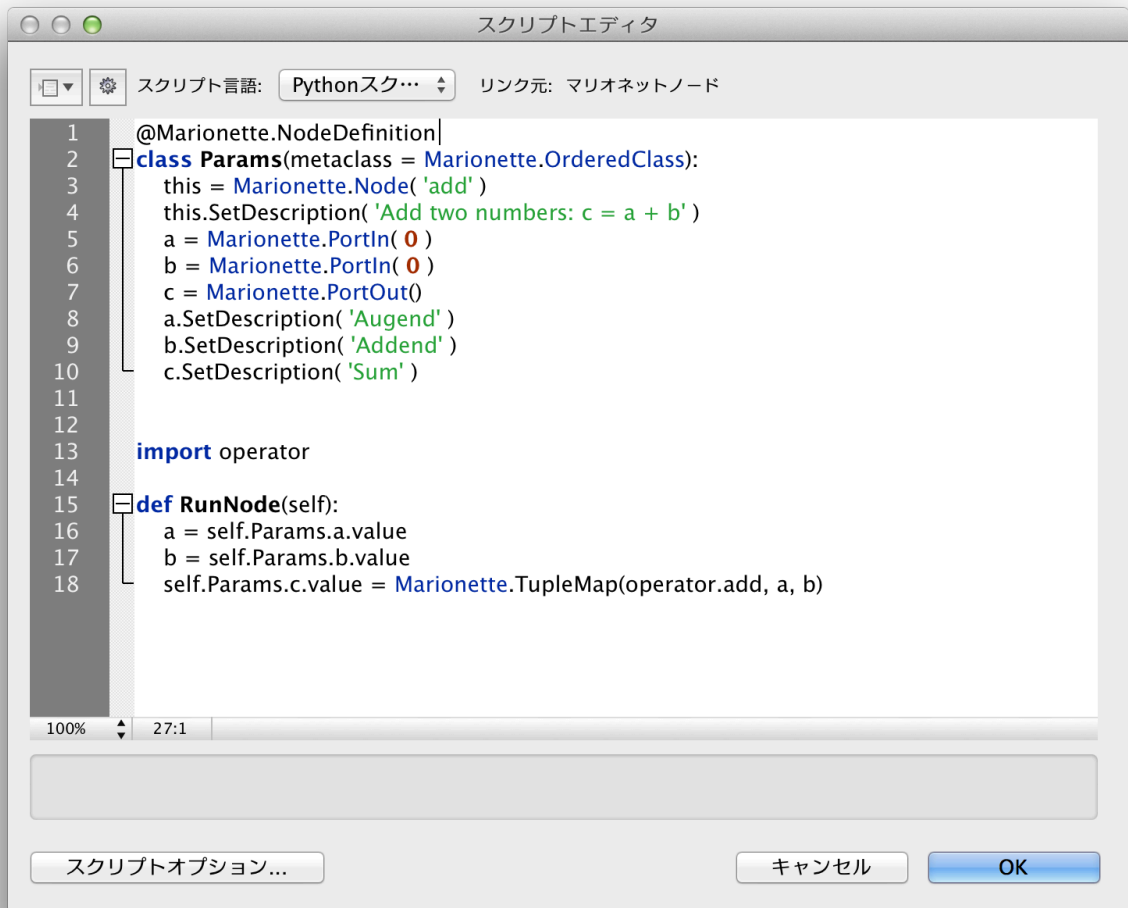 スクリプトエディタ
スクリプト言語: Pythonスク… リンク元: マリオネットノード
1 @Marionette.NodeDefinition
2 class Params(metaclass = Marionette.OrderedClass):
3 this = Marionette.Node( 'add' )
4 this.SetDescription( 'Add two numbers: c = a + b' )
5 a = Marionette.PortIn( 0 )
6 b = Marionette.PortIn( 0 )
7 c = Marionette.PortOut()
8 a.SetDescription( 'Augend' )
9 b.SetDescription( 'Addend' )
10 c.SetDescription( 'Sum' )
11
12
13 import operator
14
15 def RunNode(self):
16 a = self.Params.a.value
17 b = self.Params.b.value
18 self.Params.c.value = Marionette.TupleMap(operator.add, a, b)
100% 27:1
スクリプトオプション... キャンセル OK